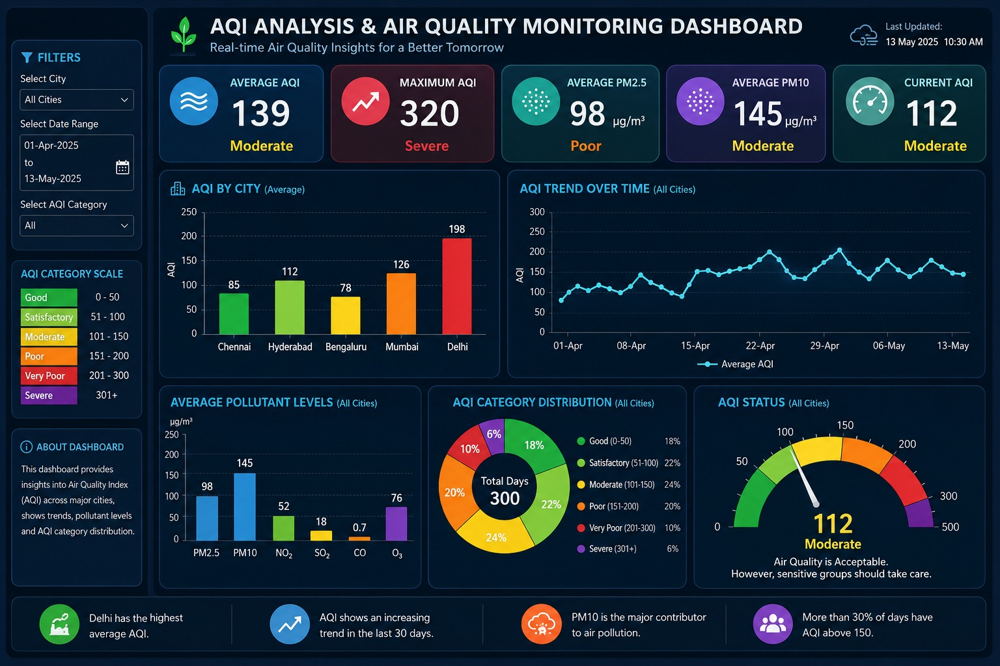 AQI ANALYSIS & AIR QUALITY MONITORING DASHBOARD
Real-time Air Quality Insights for a Better Tomorrow
Last Updated:
13 May 2025 10:30 AM
FILTERS
Select City
All Cities
Select Date Range
01-Apr-2025
to
13-May-2025
Select AQI Category
All
AQI CATEGORY SCALE
Good 0 - 50
Satisfactory 51 - 100
Moderate 101 - 150
Poor 151 - 200
Very Poor 201 - 300
Severe 301+
ABOUT DASHBOARD
This dashboard provides
insights into Air Quality Index
(AQI) across major cities,
shows trends, pollutant levels
and AQI category distribution.
AVERAGE AQI
139
Moderate
MAXIMUM AQI
320
Severe
AVERAGE PM2.5
98 µg/m³
Poor
AVERAGE PM10
145 µg/m³
Moderate
CURRENT AQI
112
Moderate
AQI BY CITY (Average)
AQI
250
200
150
100
50
0
85
112
78
126
198
Chennai Hyderabad Bengaluru Mumbai Delhi
AQI TREND OVER TIME (All Cities)
AQI
300
250
200
150
100
50
0
01-Apr 08-Apr 15-Apr 22-Apr 29-Apr 06-May 13-May
Average AQI
AVERAGE POLLUTANT LEVELS (All Cities)
µg/m³
250
200
150
100
50
0
98
145
52
18
0.7
76
PM2.5 PM10 NO₂ SO₂ CO O₃
AQI CATEGORY DISTRIBUTION (All Cities)
18%
22%
24%
20%
10%
6%
Total Days
300
Good (0-50) 18%
Satisfactory (51-100) 22%
Moderate (101-150) 24%
Poor (151-200) 20%
Very Poor (201-300) 10%
Severe (301+) 6%
AQI STATUS (All Cities)
0
50
100
150
200
300
500
112
Moderate
Air Quality is Acceptable.
However, sensitive groups should take care.
Delhi has the highest
average AQI.
AQI shows an increasing
trend in the last 30 days.
PM10 is the major contributor
to air pollution.
More than 30% of days have
AQI above 150.